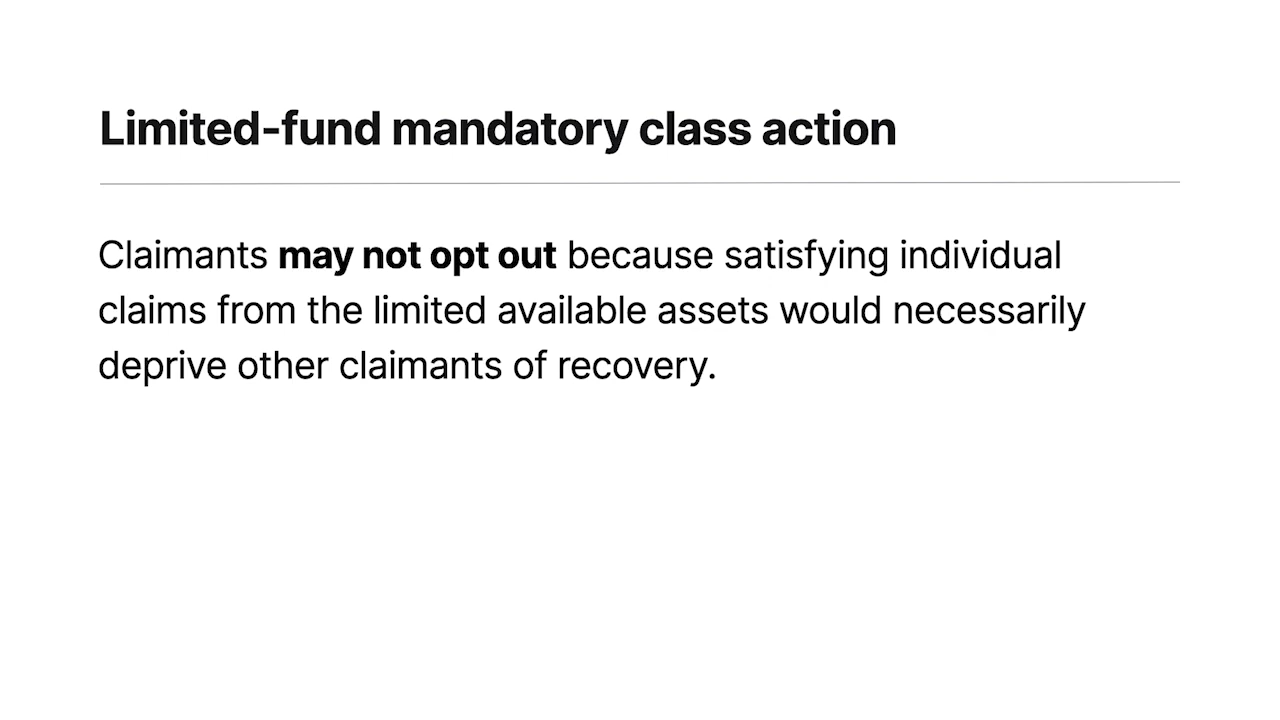 Limited-fund mandatory class action
Claimants may not opt out because satisfying individual
claims from the limited available assets would necessarily
deprive other claimants of recovery.